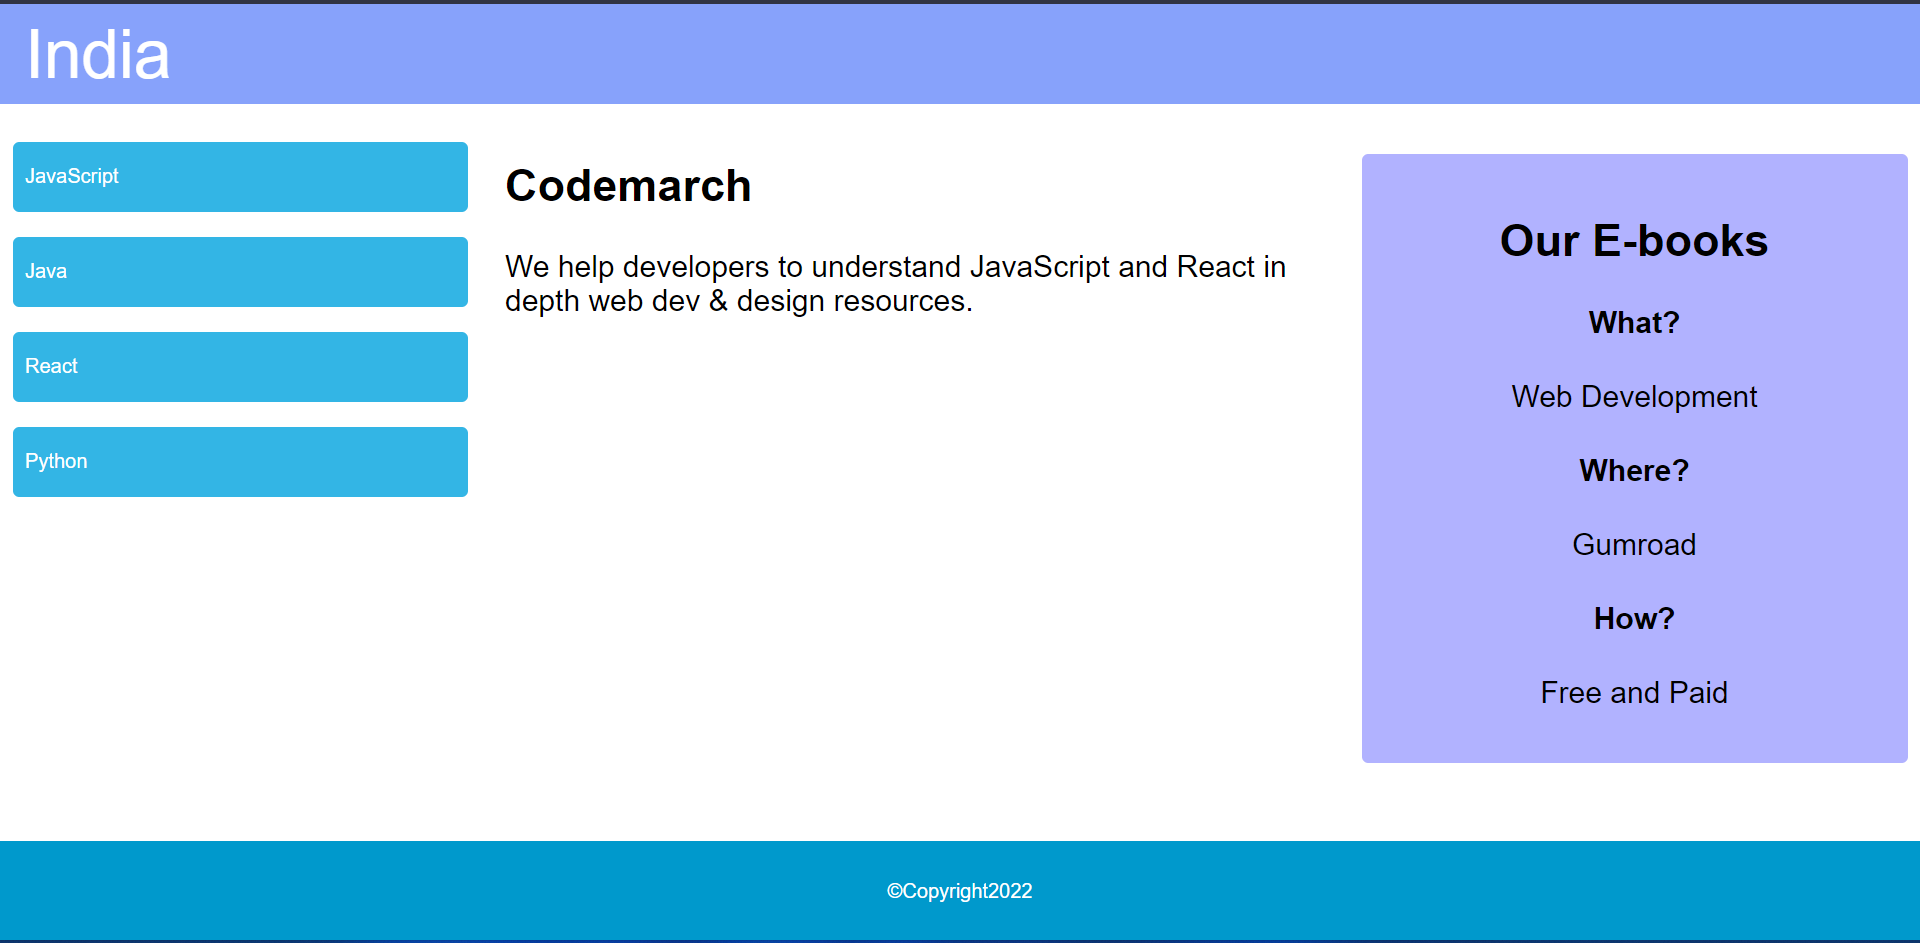 India
JavaScript
Java
React
Python
Codemarch
We help developers to understand JavaScript and React in
depth web dev & design resources.
Our E-books
What?
Web Development
Where?
Gumroad
How?
Free and Paid
©Copyright2022